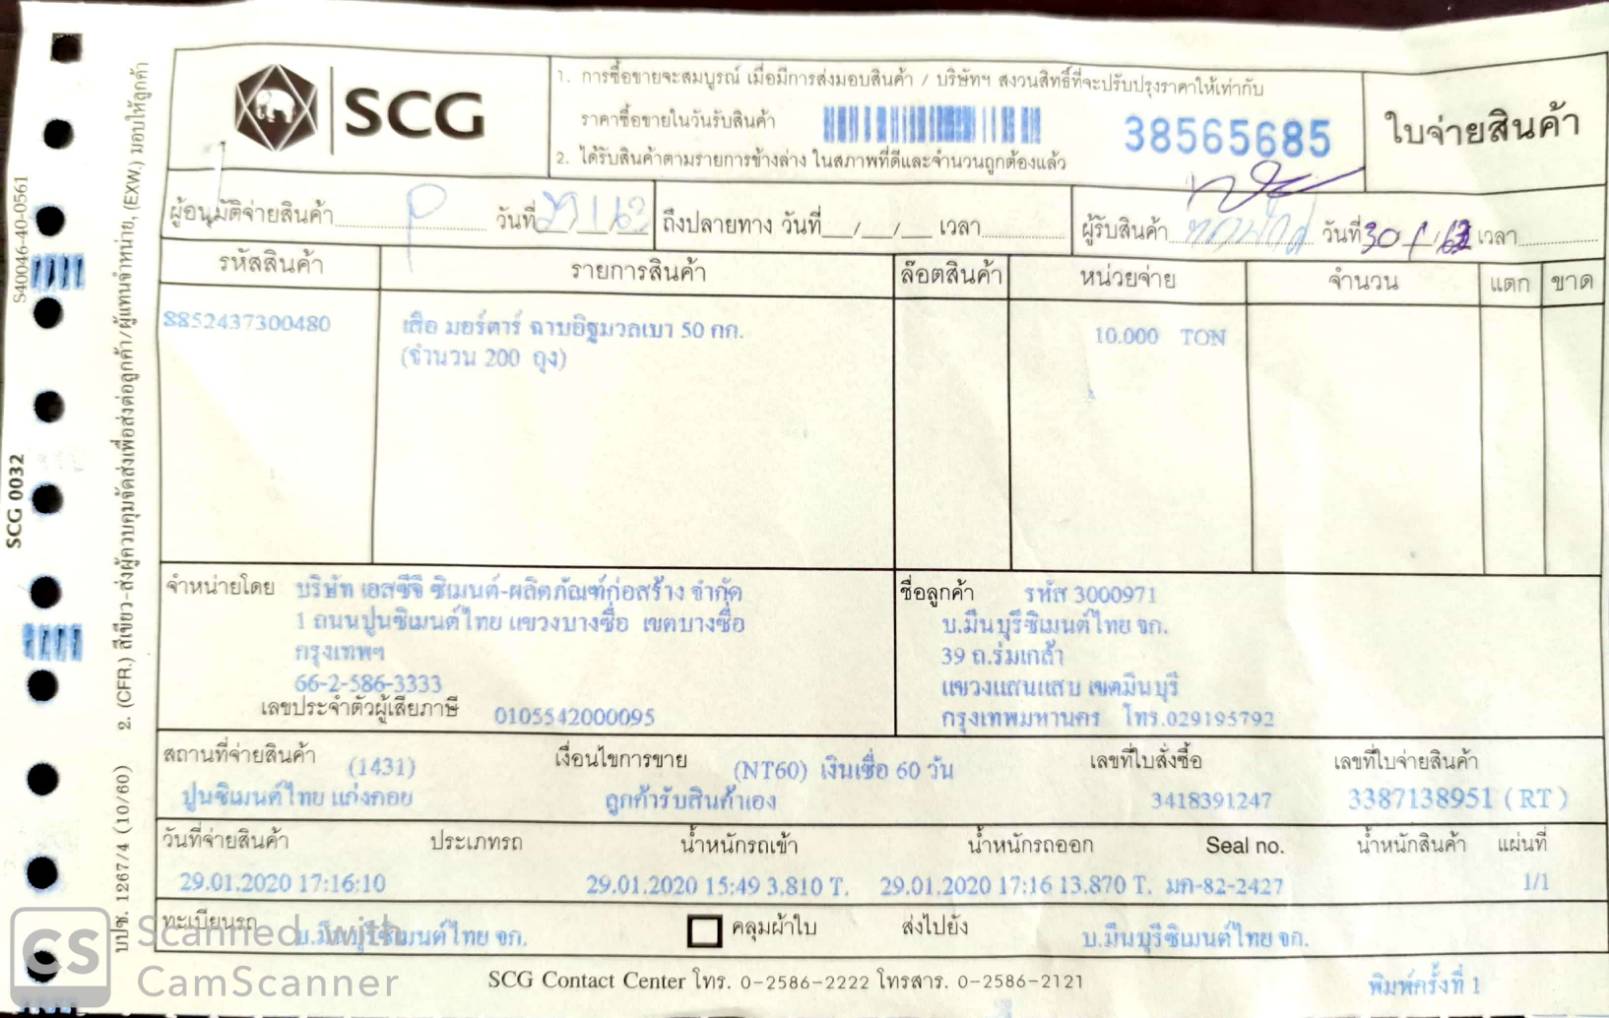 SCG
1. การซื้อขายจะสมบูรณ์ เมื่อมีการส่งมอบสินค้า / บริษัทฯ สงวนสิทธิ์ที่จะปรับปรุงราคาให้เท่ากับ
ราคาซื้อขายในวันรับสินค้า
2. ได้รับสินค้าตามรายการข้างล่าง ในสภาพที่ดีและจำนวนถูกต้องแล้ว
38565685
ใบจ่ายสินค้า
ผู้อนุมัติจ่ายสินค้า วันที่ 29/1/63 ถึงปลายทาง วันที่__/__/__ เวลา ผู้รับสินค้า วันที่ 30/1/63 เวลา
รหัสสินค้า รายการสินค้า ล๊อตสินค้า หน่วยจ่าย จำนวน แตก ขาด
8852437300480 เสือ มอร์ตาร์ ฉาบอิฐมวลเบา 50 กก. 10.000 TON
(จำนวน 200 ถุง)
จำหน่ายโดย บริษัท เอสซีจี ซิเมนต์-ผลิตภัณฑ์ก่อสร้าง จำกัด
1 ถนนปูนซิเมนต์ไทย แขวงบางซื่อ เขตบางซื่อ
กรุงเทพฯ
66-2-586-3333
เลขประจำตัวผู้เสียภาษี 0105542000095
ชื่อลูกค้า รหัส 3000971
บ.มีนบุรีซิเมนต์ไทย จก.
39 ถ.ร่มเกล้า
แขวงแสนแสบ เขตมีนบุรี
กรุงเทพมหานคร โทร.029195792
สถานที่จ่ายสินค้า (1431) เงื่อนไขการขาย (NT60) เงินเชื่อ 60 วัน เลขที่ใบสั่งซื้อ เลขที่ใบจ่ายสินค้า
ปูนซิเมนต์ไทย แก่งคอย ลูกค้ารับสินค้าเอง 3418391247 3387138951 (RT)
วันที่จ่ายสินค้า ประเภทรถ น้ำหนักรถเข้า น้ำหนักรถออก Seal no. น้ำหนักสินค้า แผ่นที่
29.01.2020 17:16:10 29.01.2020 15:49 3.810 T. 29.01.2020 17:16 13.870 T. มค-82-2427 1/1
ทะเบียนรถ บ.มีนบุรีซิเมนต์ไทย จก. คลุมผ้าใบ ส่งไปยัง บ.มีนบุรีซิเมนต์ไทย จก.
SCG Contact Center โทร. 0-2586-2222 โทรสาร. 0-2586-2121
พิมพ์ครั้งที่ 1
S40046-40-0561
SCG 0032
บปช. 1267/4 (10/60) 2. (CFR.) สีเขียว-ส่งผู้ควบคุมจัดส่งเพื่อส่งต่อลูกค้า/ผู้แทนจำหน่าย, (EXW.) มอบให้ลูกค้า
CS Scanned with
CamScanner